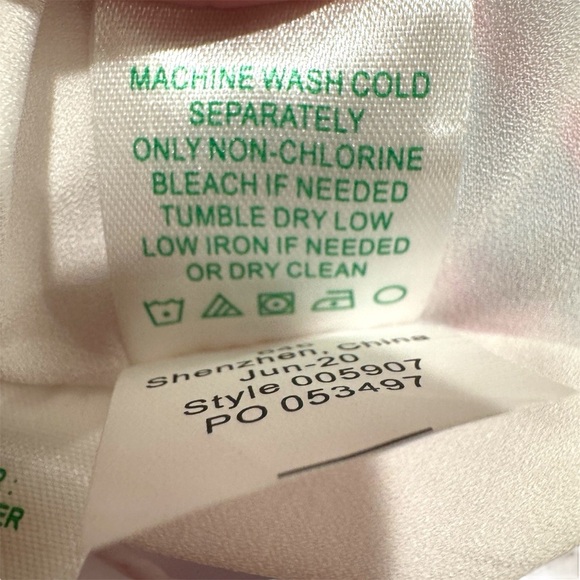 MACHINE WASH COLD
SEPARATELY
ONLY NON-CHLORINE
BLEACH IF NEEDED
TUMBLE DRY LOW
LOW IRON IF NEEDED
OR DRY CLEAN
Shenzhen, China
Jun-20
Style 005907
PO 053497